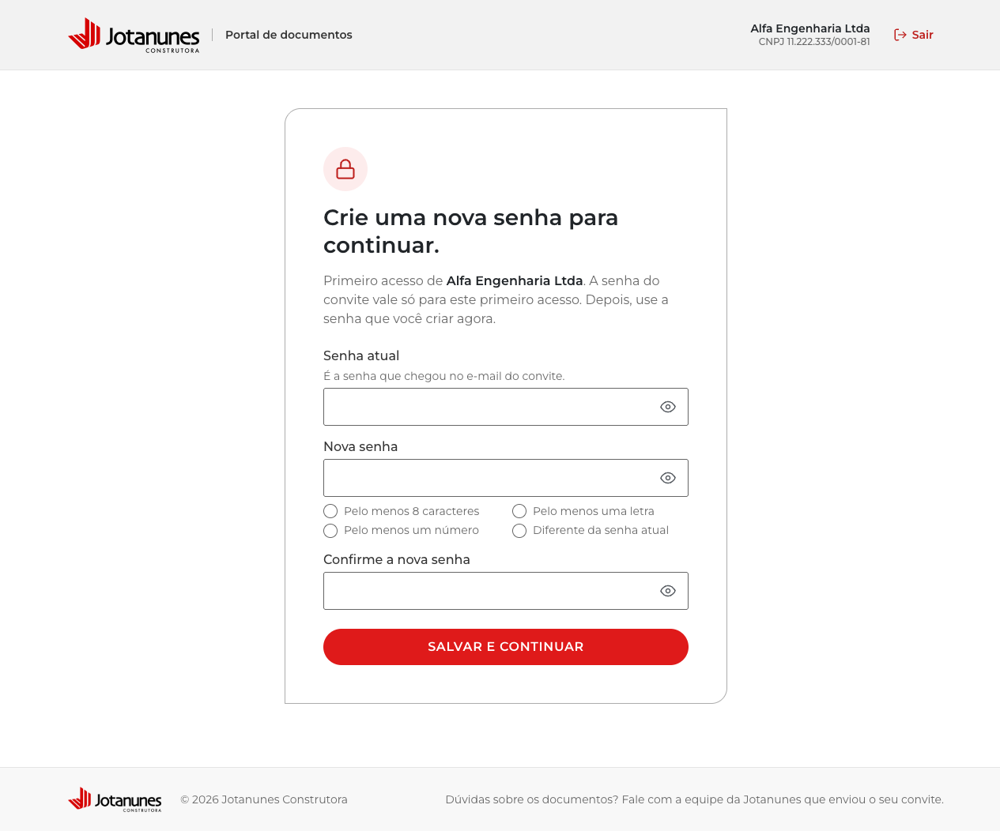 Jotanunes
CONSTRUTORA
Portal de documentos
Alfa Engenharia Ltda
CNPJ 11.222.333/0001-81
Sair
Crie uma nova senha para
continuar.
Primeiro acesso de Alfa Engenharia Ltda. A senha do
convite vale só para este primeiro acesso. Depois, use a
senha que você criar agora.
Senha atual
É a senha que chegou no e-mail do convite.
Nova senha
Pelo menos 8 caracteres
Pelo menos uma letra
Pelo menos um número
Diferente da senha atual
Confirme a nova senha
SALVAR E CONTINUAR
Jotanunes
CONSTRUTORA
© 2026 Jotanunes Construtora
Dúvidas sobre os documentos? Fale com a equipe da Jotanunes que enviou o seu convite.